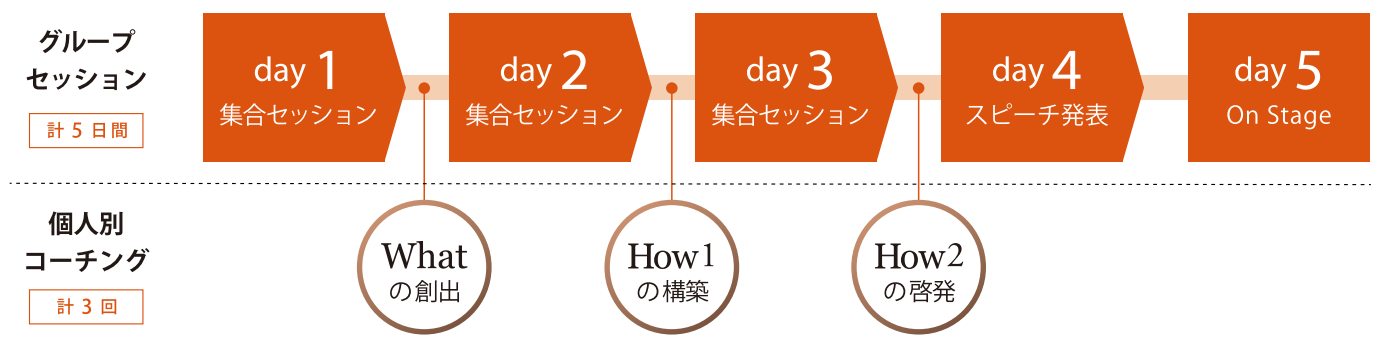 グループ
セッション
計5日間
day 1
集合セッション
day 2
集合セッション
day 3
集合セッション
day 4
スピーチ発表
day 5
On Stage
個人別
コーチング
計3回
What
の創出
How1
の構築
How2
の啓発